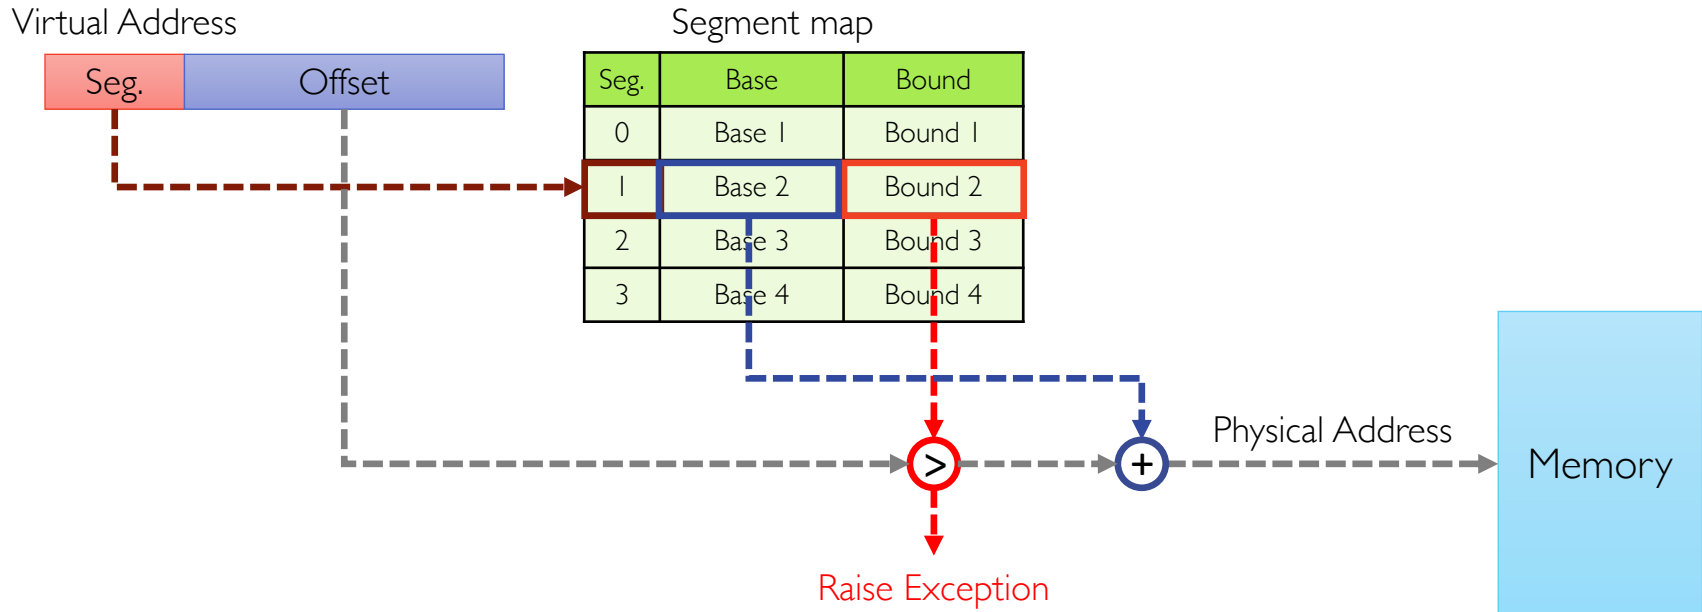 Virtual Address
Segment map
Seg. Offset
Seg. Base Bound
0 Base 1 Bound 1
1 Base 2 Bound 2
2 Base 3 Bound 3
3 Base 4 Bound 4
Physical Address
> +
Memory
Raise Exception